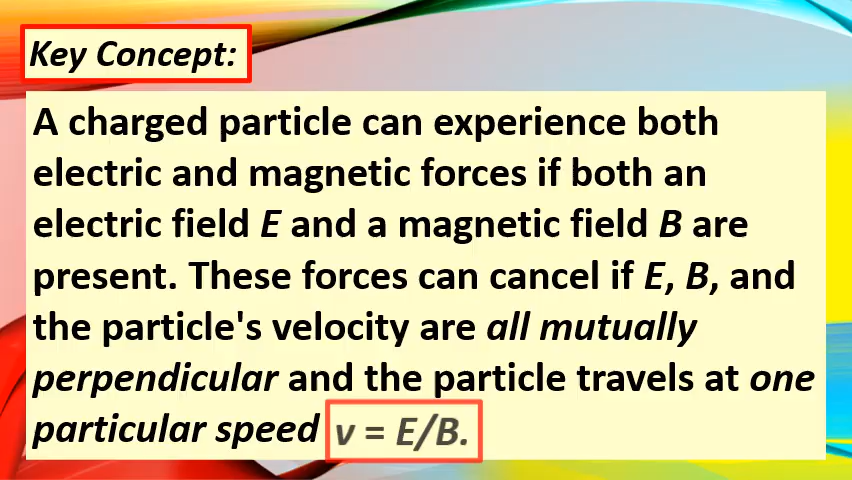 Key Concept:
A charged particle can experience both
electric and magnetic forces if both an
electric field E and a magnetic field B are
present. These forces can cancel if E, B, and
the particle's velocity are all mutually
perpendicular and the particle travels at one
particular speed v = E/B.